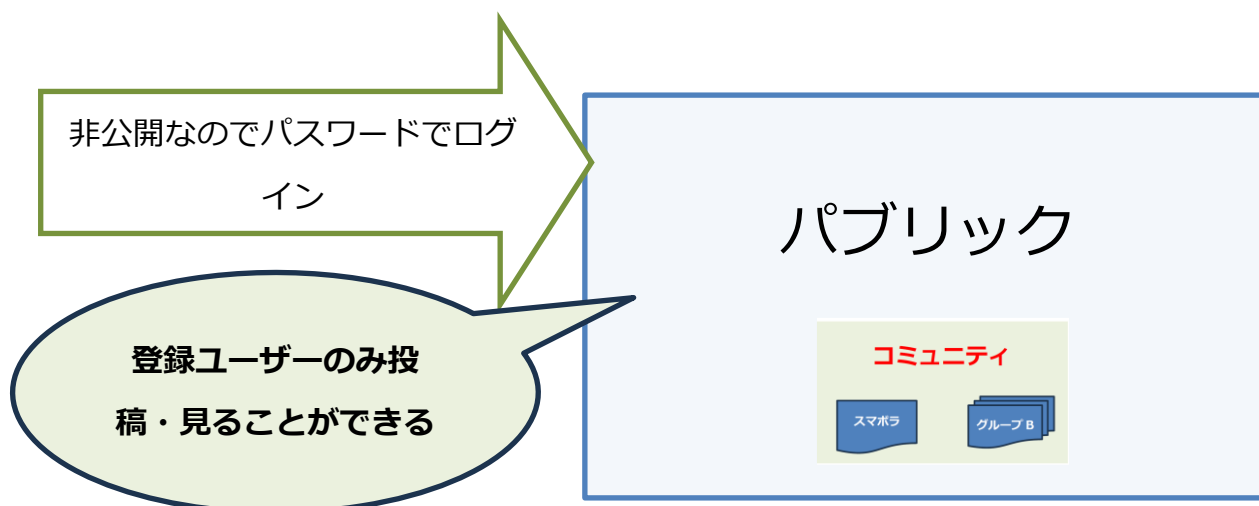 非公開なのでパスワードでログ
イン
パブリック
登録ユーザーのみ投
稿・見ることができる
コミュニティ
スマボラ
グループ B